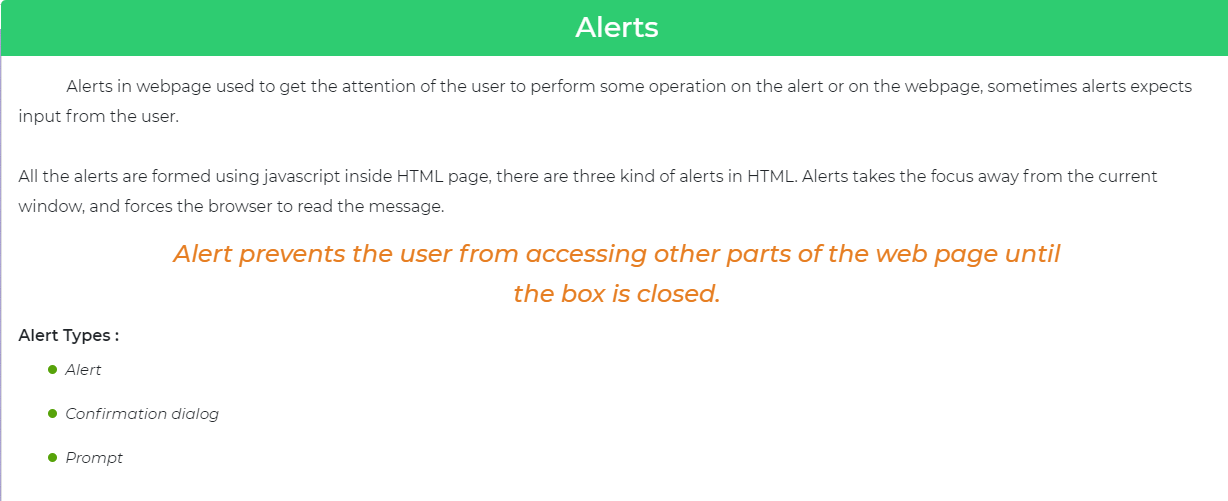 Alerts
Alerts in webpage used to get the attention of the user to perform some operation on the alert or on the webpage, sometimes alerts expects
input from the user.
All the alerts are formed using javascript inside HTML page, there are three kind of alerts in HTML. Alerts takes the focus away from the current
window, and forces the browser to read the message.
Alert prevents the user from accessing other parts of the web page until
the box is closed.
Alert Types :
Alert
Confirmation dialog
Prompt